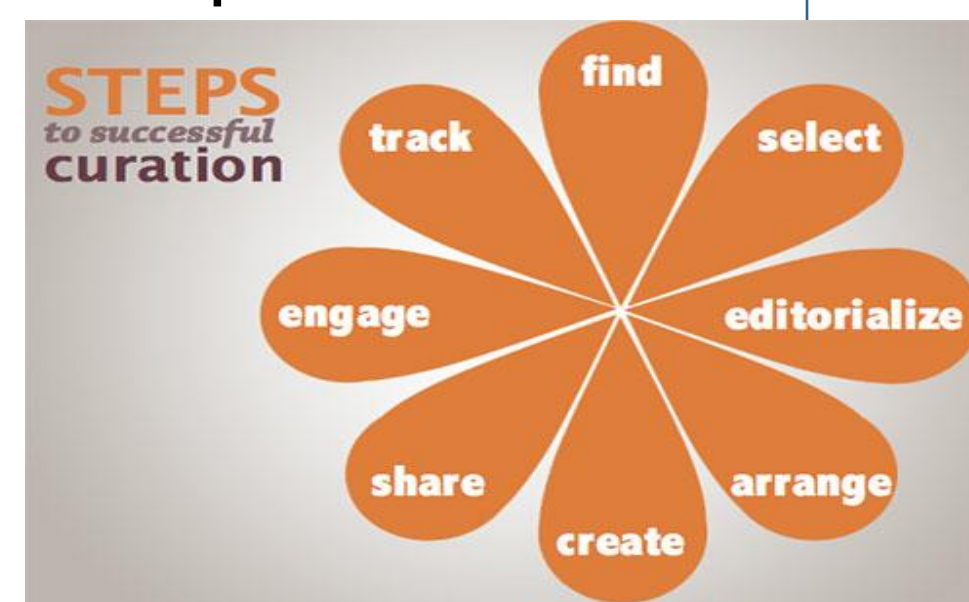 STEPS
to successful
curation
find
select
editorialize
arrange
create
share
engage
track